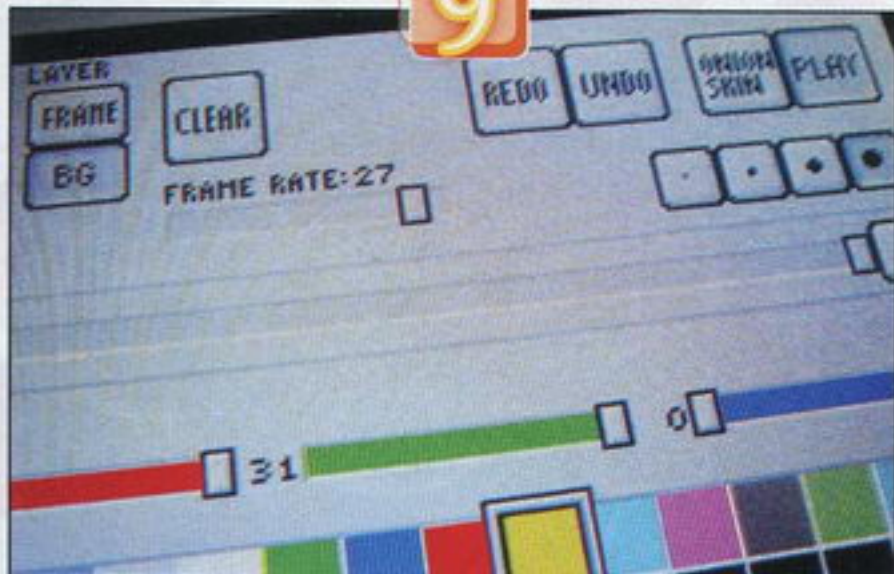 9
LAYER
FRAME
CLEAR
REDO
UNDO
ONION
SKIN
PLAY
BG
FRAME RATE:27
31
0